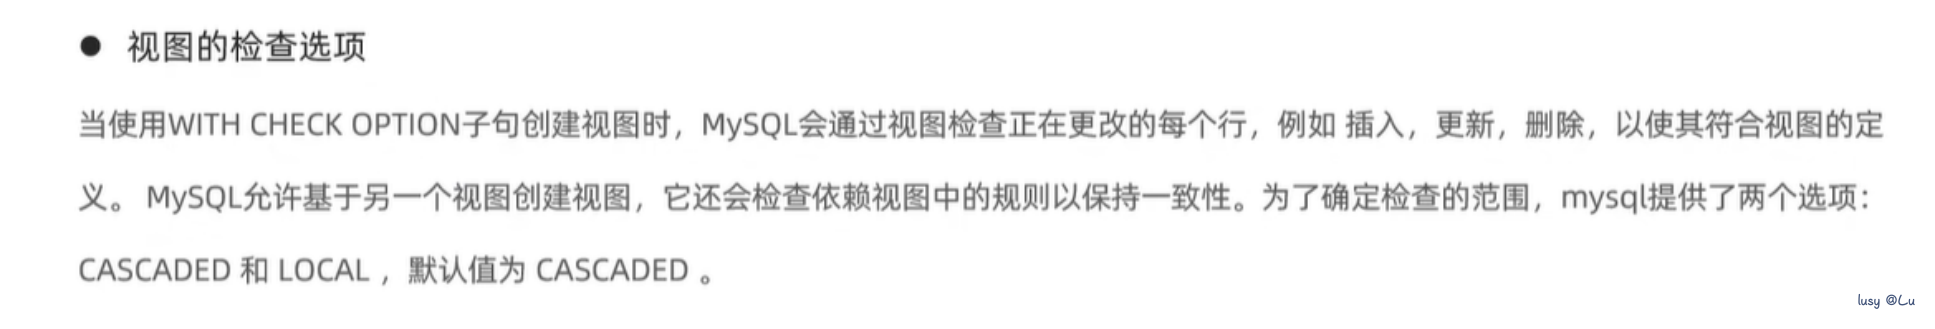 ● 视图的检查选项
当使用WITH CHECK OPTION子句创建视图时，MySQL会通过视图检查正在更改的每个行，例如 插入，更新，删除，以使其符合视图的定
义。 MySQL允许基于另一个视图创建视图，它还会检查依赖视图中的规则以保持一致性。为了确定检查的范围，mysql提供了两个选项：
CASCADED 和 LOCAL ，默认值为 CASCADED 。
lusy @Lu